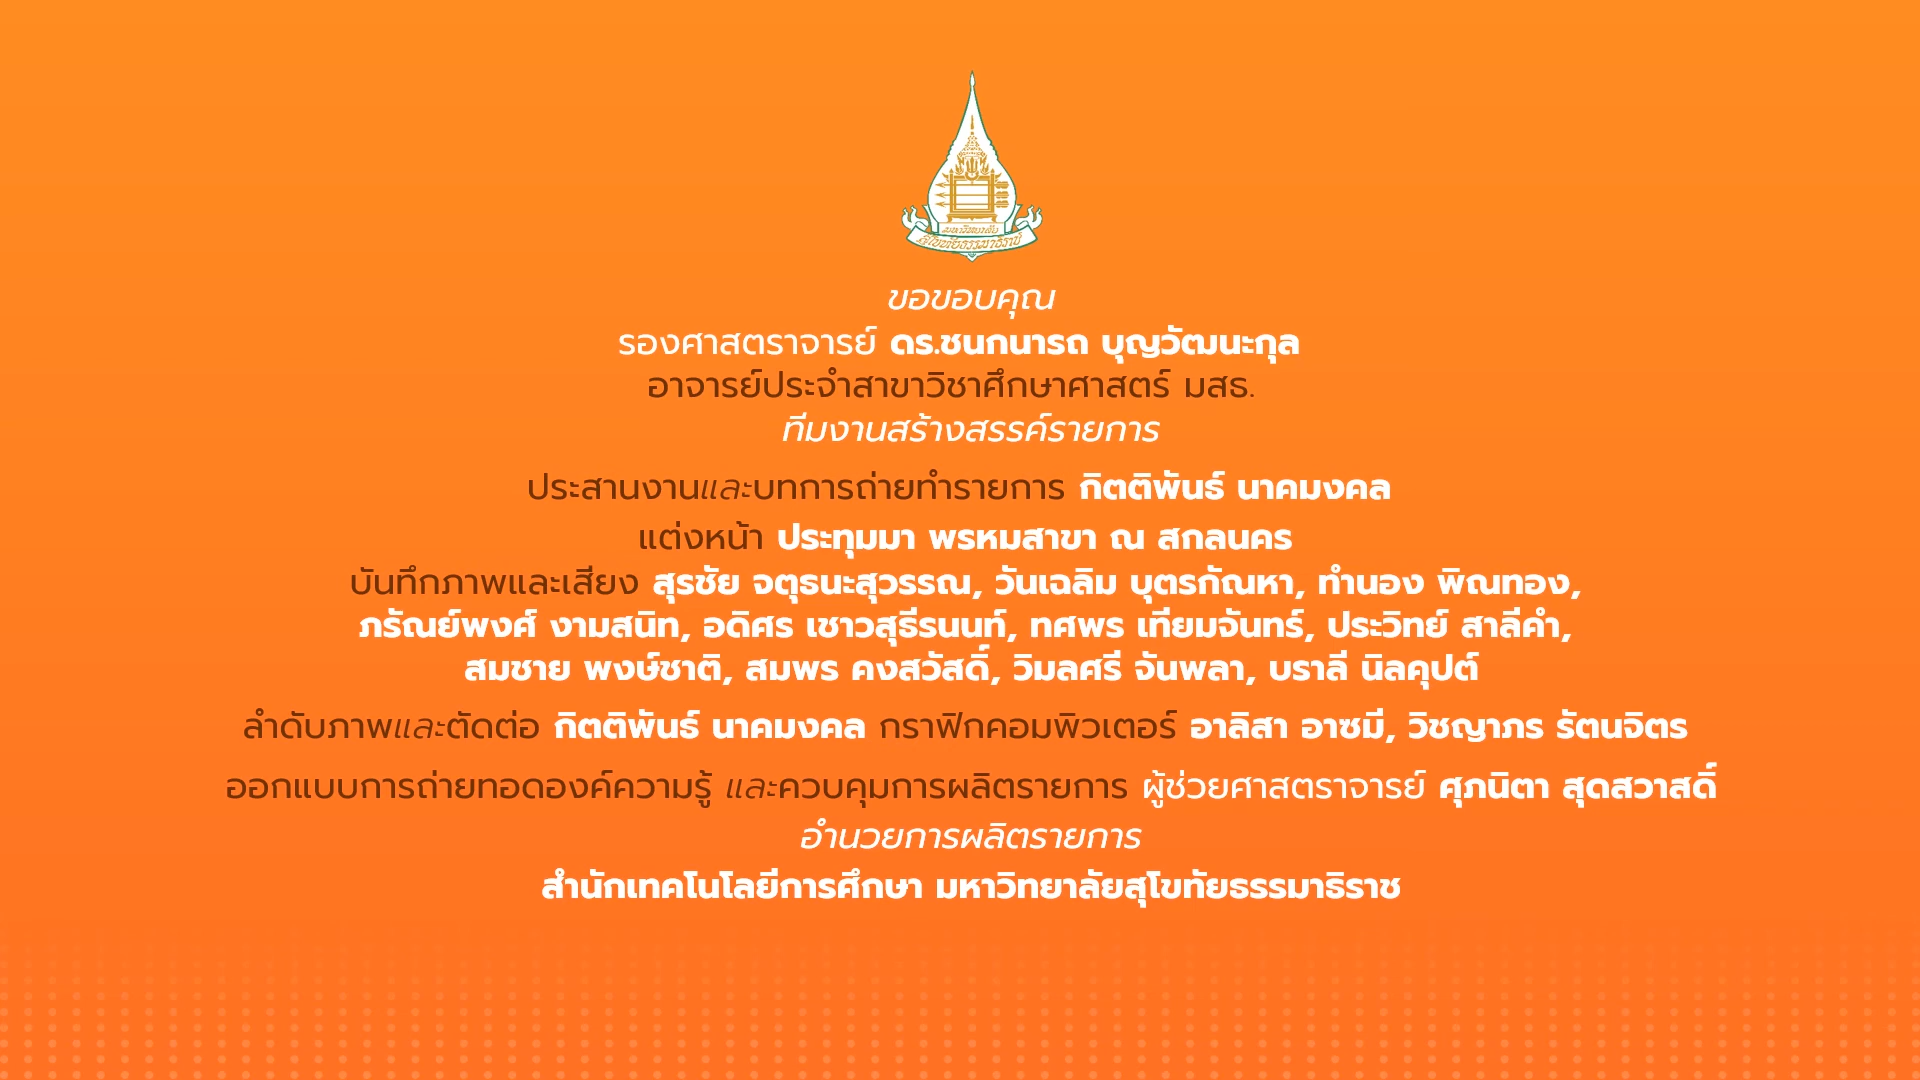 มหาวิทยาลัย
สุโขทัยธรรมาธิราช
ขอขอบคุณ
รองศาสตราจารย์ ดร.ชนกนารถ บุญวัฒนะกุล
อาจารย์ประจำสาขาวิชาศึกษาศาสตร์ มสธ.
ทีมงานสร้างสรรค์รายการ
ประสานงานและบทการถ่ายทำรายการ กิตติพันธ์ นาคมงคล
แต่งหน้า ประทุมมา พรหมสาขา ณ สกลนคร
บันทึกภาพและเสียง สุรชัย จตุธนะสุวรรณ, วันเฉลิม บุตรกัณหา, ทำนอง พิณทอง,
ภรัณย์พงศ์ งามสนิท, อดิศร เชาวสุธีรนนท์, ทศพร เทียมจันทร์, ประวิทย์ สาลีคำ,
สมชาย พงษ์ชาติ, สมพร คงสวัสดิ์, วิมลศรี จันพลา, บราลี นิลคุปต์
ลำดับภาพและตัดต่อ กิตติพันธ์ นาคมงคล กราฟิกคอมพิวเตอร์ อาลิสา อาซมี, วิชญาภร รัตนจิตร
ออกแบบการถ่ายทอดองค์ความรู้ และควบคุมการผลิตรายการ ผู้ช่วยศาสตราจารย์ ศุภนิตา สุดสวาสดิ์
อำนวยการผลิตรายการ
สำนักเทคโนโลยีการศึกษา มหาวิทยาลัยสุโขทัยธรรมาธิราช